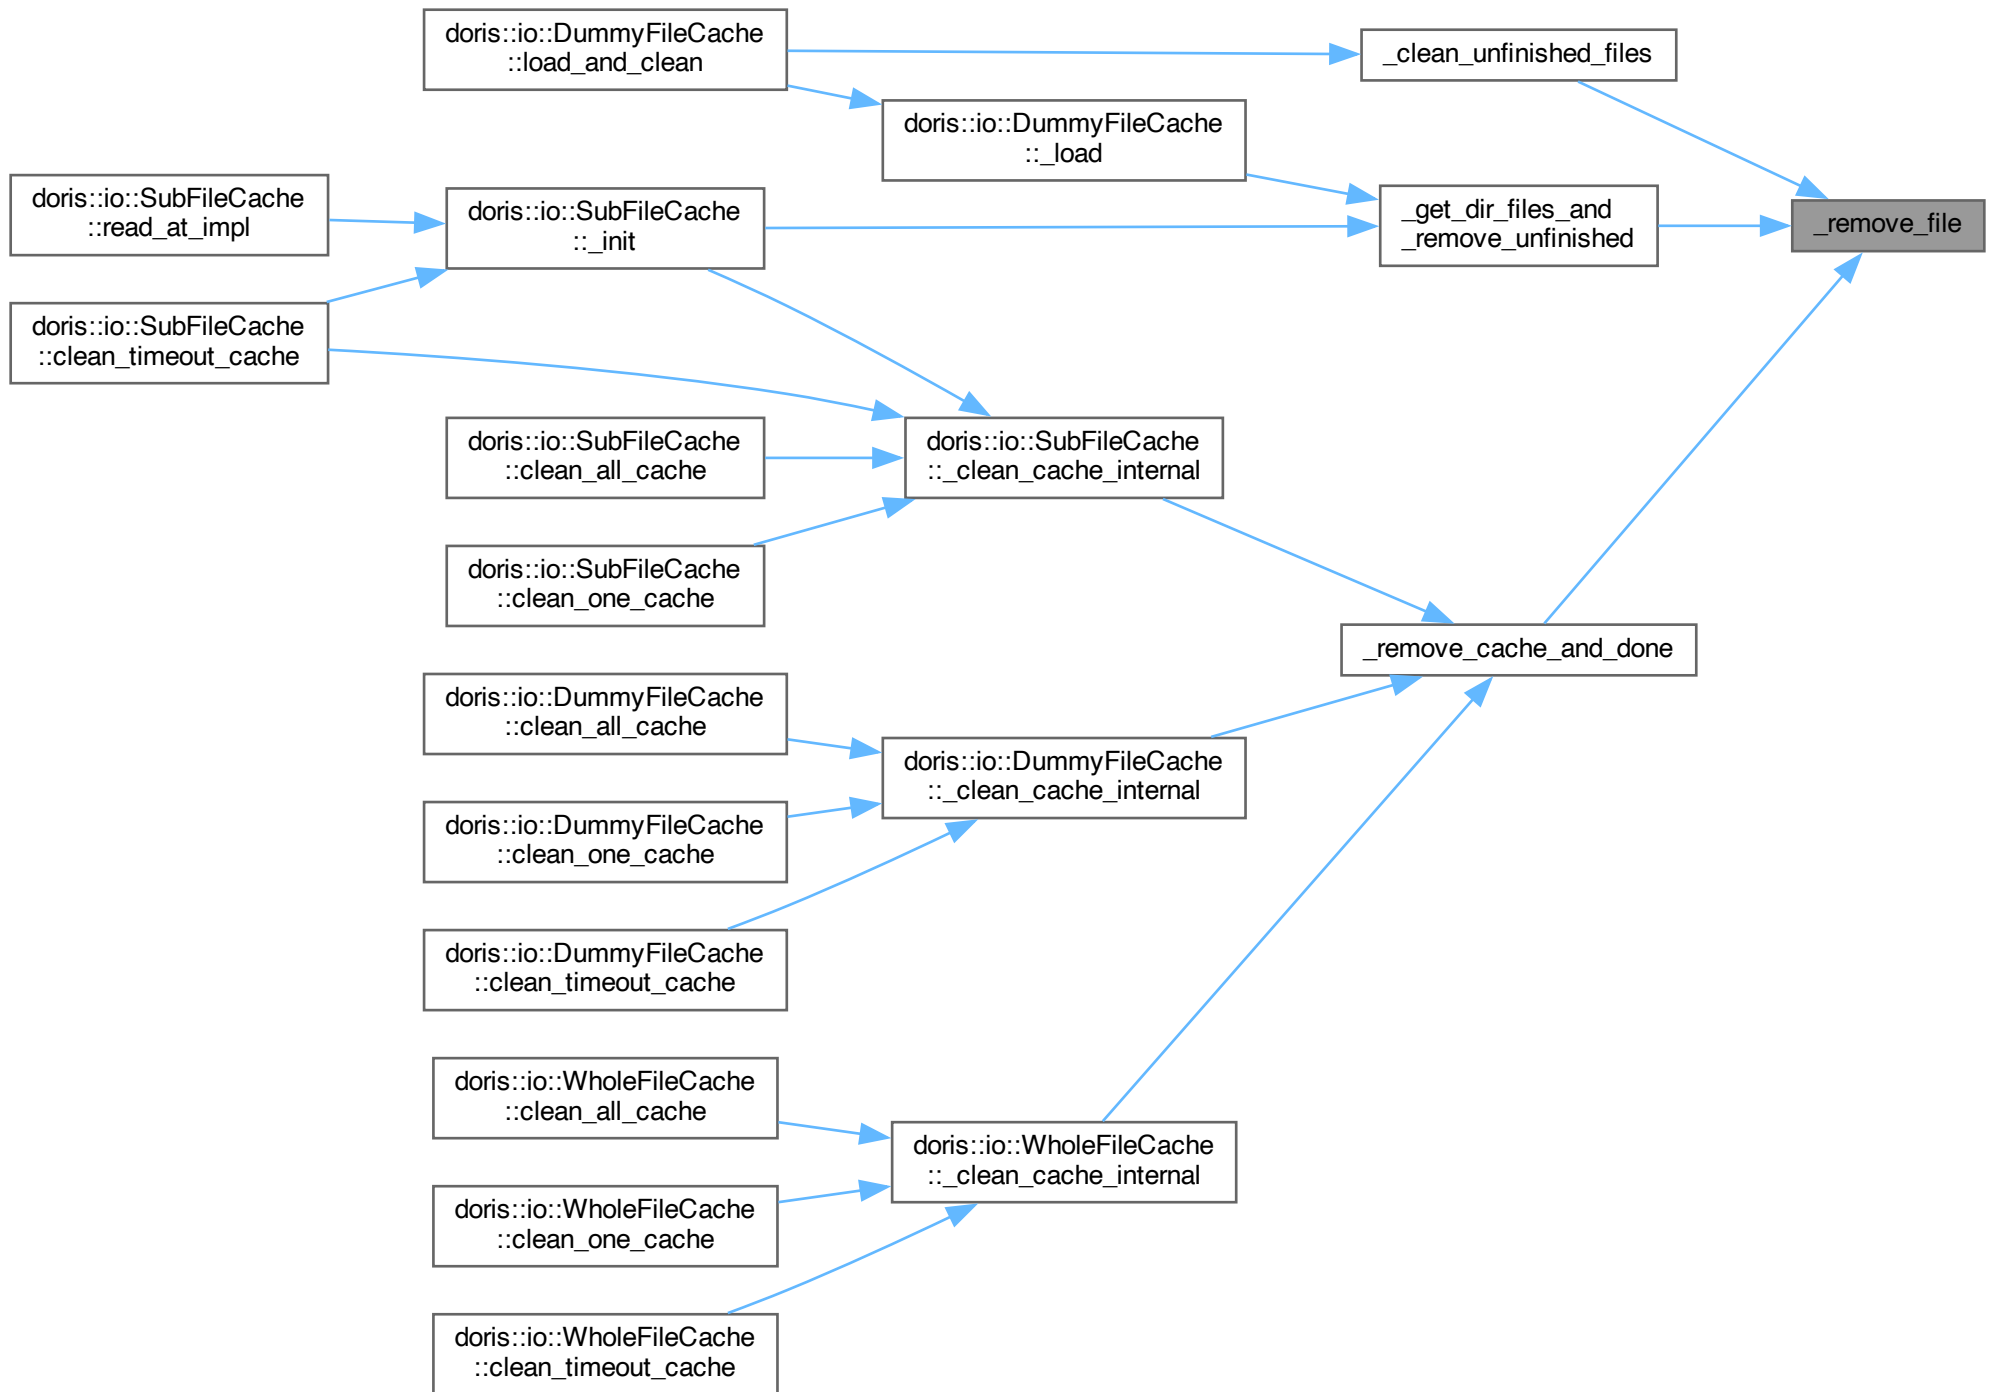 doris::io::DummyFileCache
::load_and_clean
_clean_unfinished_files
doris::io::DummyFileCache
::_load
doris::io::SubFileCache
::read_at_impl
doris::io::SubFileCache
::_init
_get_dir_files_and
_remove_unfinished
_remove_file
doris::io::SubFileCache
::clean_timeout_cache
doris::io::SubFileCache
::clean_all_cache
doris::io::SubFileCache
::_clean_cache_internal
doris::io::SubFileCache
::clean_one_cache
_remove_cache_and_done
doris::io::DummyFileCache
::clean_all_cache
doris::io::DummyFileCache
::_clean_cache_internal
doris::io::DummyFileCache
::clean_one_cache
doris::io::DummyFileCache
::clean_timeout_cache
doris::io::WholeFileCache
::clean_all_cache
doris::io::WholeFileCache
::_clean_cache_internal
doris::io::WholeFileCache
::clean_one_cache
doris::io::WholeFileCache
::clean_timeout_cache